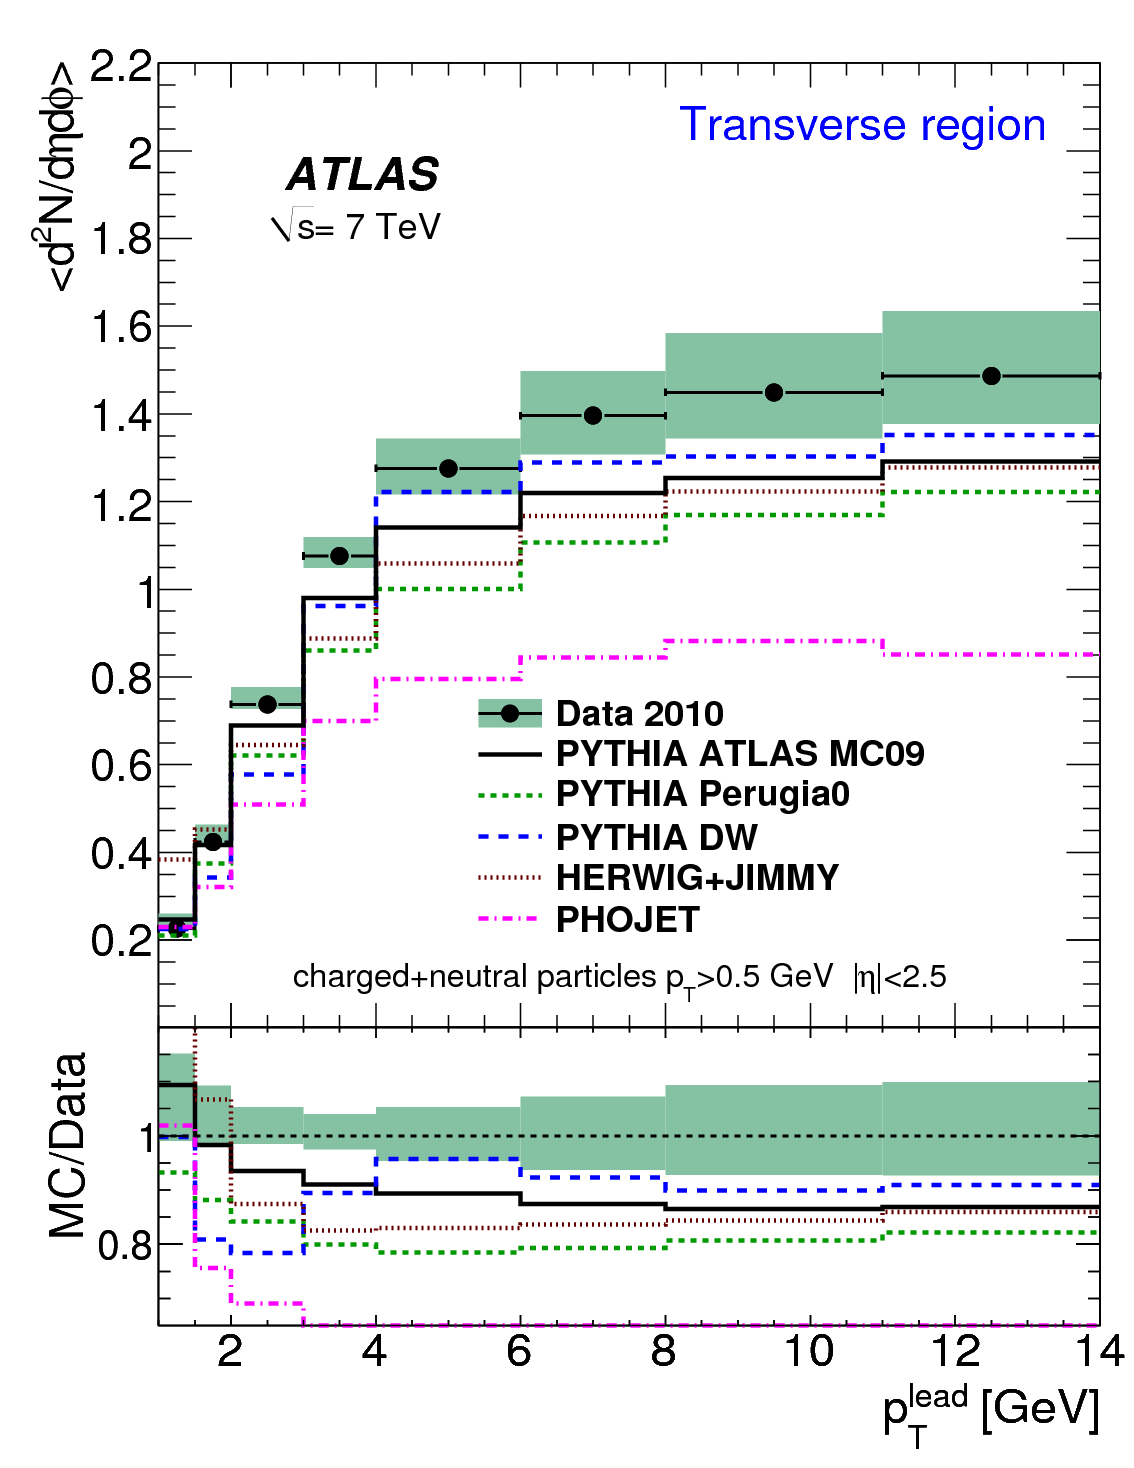 <d²N/dηdϕ>
2.2
2
1.8
1.6
1.4
1.2
1
0.8
0.6
0.4
0.2
Transverse region
ATLAS
√s= 7 TeV
Data 2010
PYTHIA ATLAS MC09
PYTHIA Perugia0
PYTHIA DW
HERWIG+JIMMY
PHOJET
charged+neutral particles p_T>0.5 GeV |η|<2.5
MC/Data
1
0.8
2 4 6 8 10 12 14
p_T^lead [GeV]